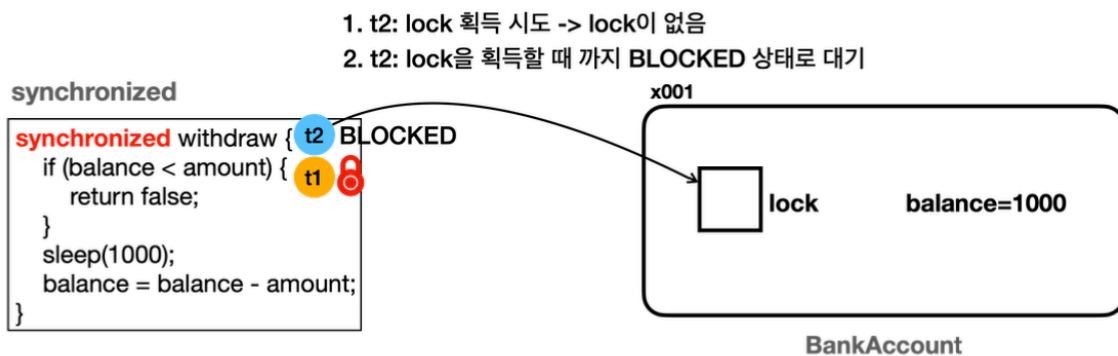 1. t2: lock 획득 시도 -> lock이 없음
2. t2: lock을 획득할 때 까지 BLOCKED 상태로 대기
synchronized
x001
synchronized withdraw { t2 BLOCKED
if (balance < amount) { t1
return false;
}
sleep(1000);
balance = balance - amount;
}
lock
balance=1000
BankAccount